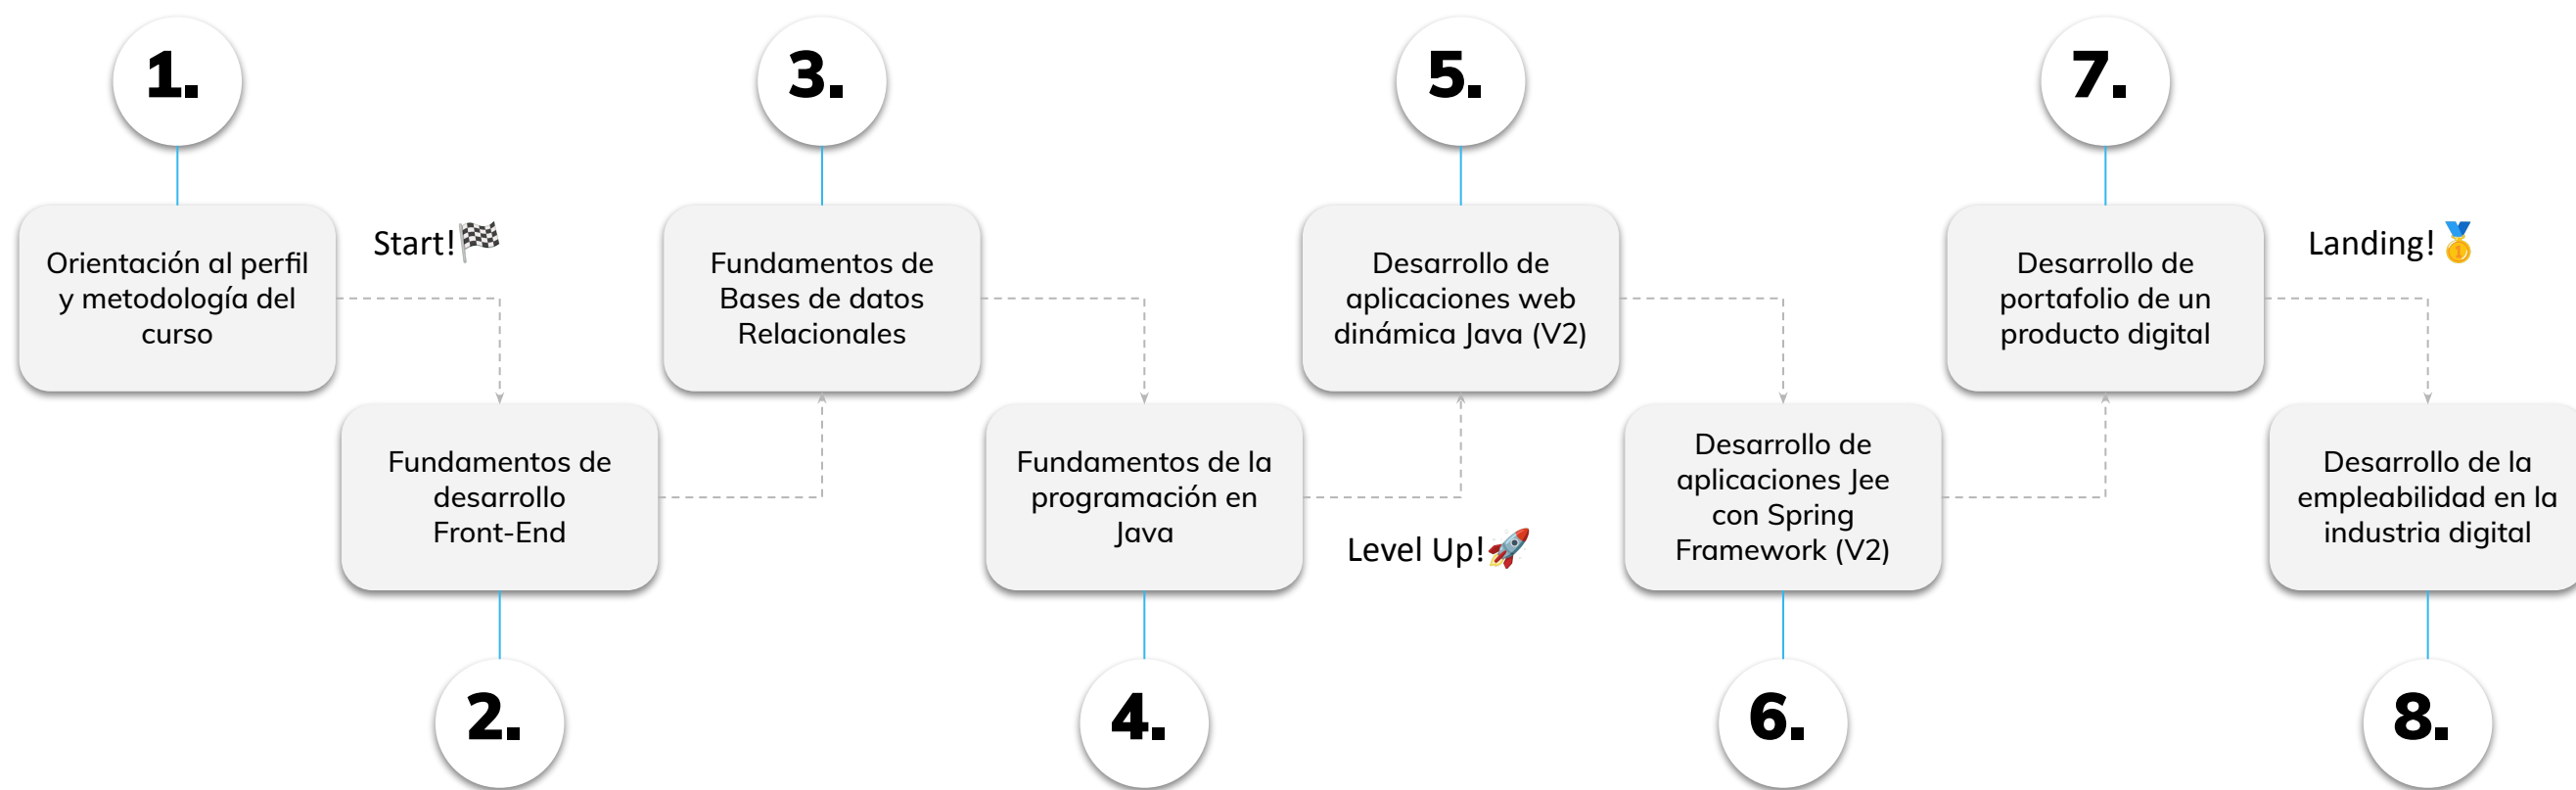 1.
Orientación al perfil
y metodología del
curso
Start!🏁
2.
Fundamentos de
desarrollo
Front-End
3.
Fundamentos de
Bases de datos
Relacionales
4.
Fundamentos de la
programación en
Java
Level Up!🚀
5.
Desarrollo de
aplicaciones web
dinámica Java (V2)
6.
Desarrollo de
aplicaciones Jee
con Spring
Framework (V2)
7.
Desarrollo de
portafolio de un
producto digital
Landing!🥇
8.
Desarrollo de la
empleabilidad en la
industria digital